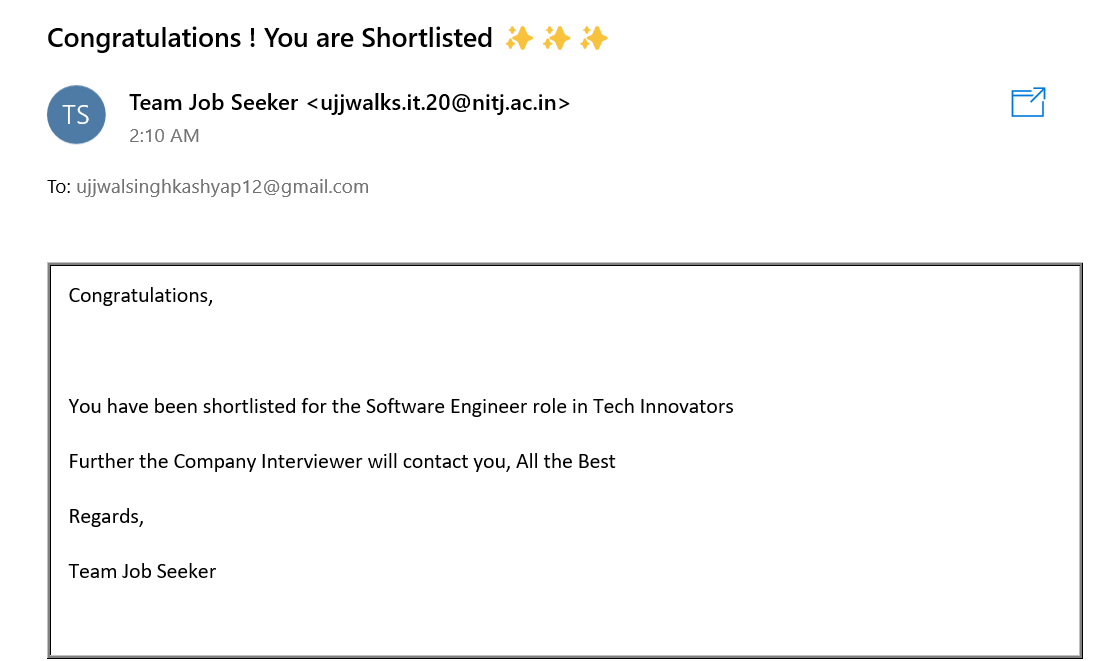 Congratulations ! You are Shortlisted ✨ ✨ ✨
TS
Team Job Seeker <ujjwalks.it.20@nitj.ac.in>
2:10 AM
To: ujjwalsinghkashyap12@gmail.com
Congratulations,
You have been shortlisted for the Software Engineer role in Tech Innovators
Further the Company Interviewer will contact you, All the Best
Regards,
Team Job Seeker